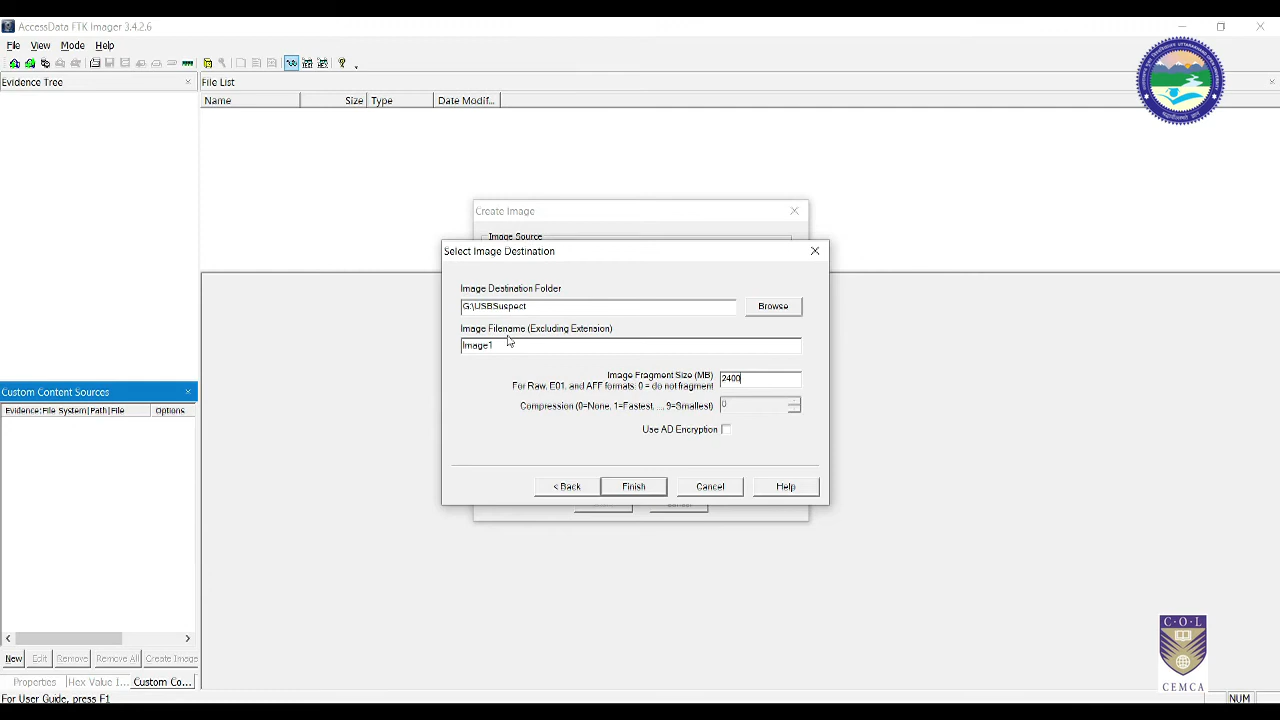 AccessData FTK Imager 3.4.2.6
File View Mode Help
Evidence Tree
File List
Name Size Type Date Modif...
Create Image
Image Source
Select Image Destination
Image Destination Folder
G:\USBSuspect
Browse
Image Filename (Excluding Extension)
Image1
Image Fragment Size (MB)
For Raw, E01, and AFF formats: 0 = do not fragment
2400
Compression (0=None, 1=Fastest, ..., 9=Smallest)
0
Use AD Encryption
< Back Finish Cancel Help
Custom Content Sources
Evidence:File System|Path|File Options
New Edit Remove Remove All Create Image
Properties Hex Value I... Custom Co...
For User Guide, press F1
NUM
C·O·L
CEMCA